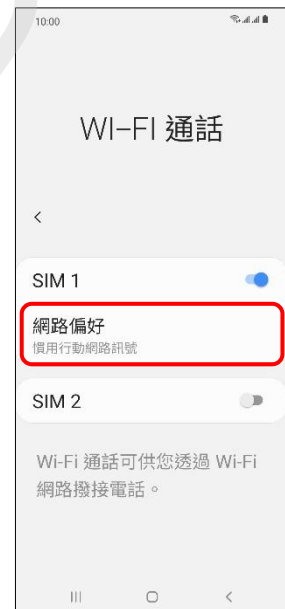 10:00
WI-FI 通話
SIM 1
網路偏好
慣用行動網路訊號
SIM 2
Wi-Fi 通話可供您透過 Wi-Fi
網路撥接電話。